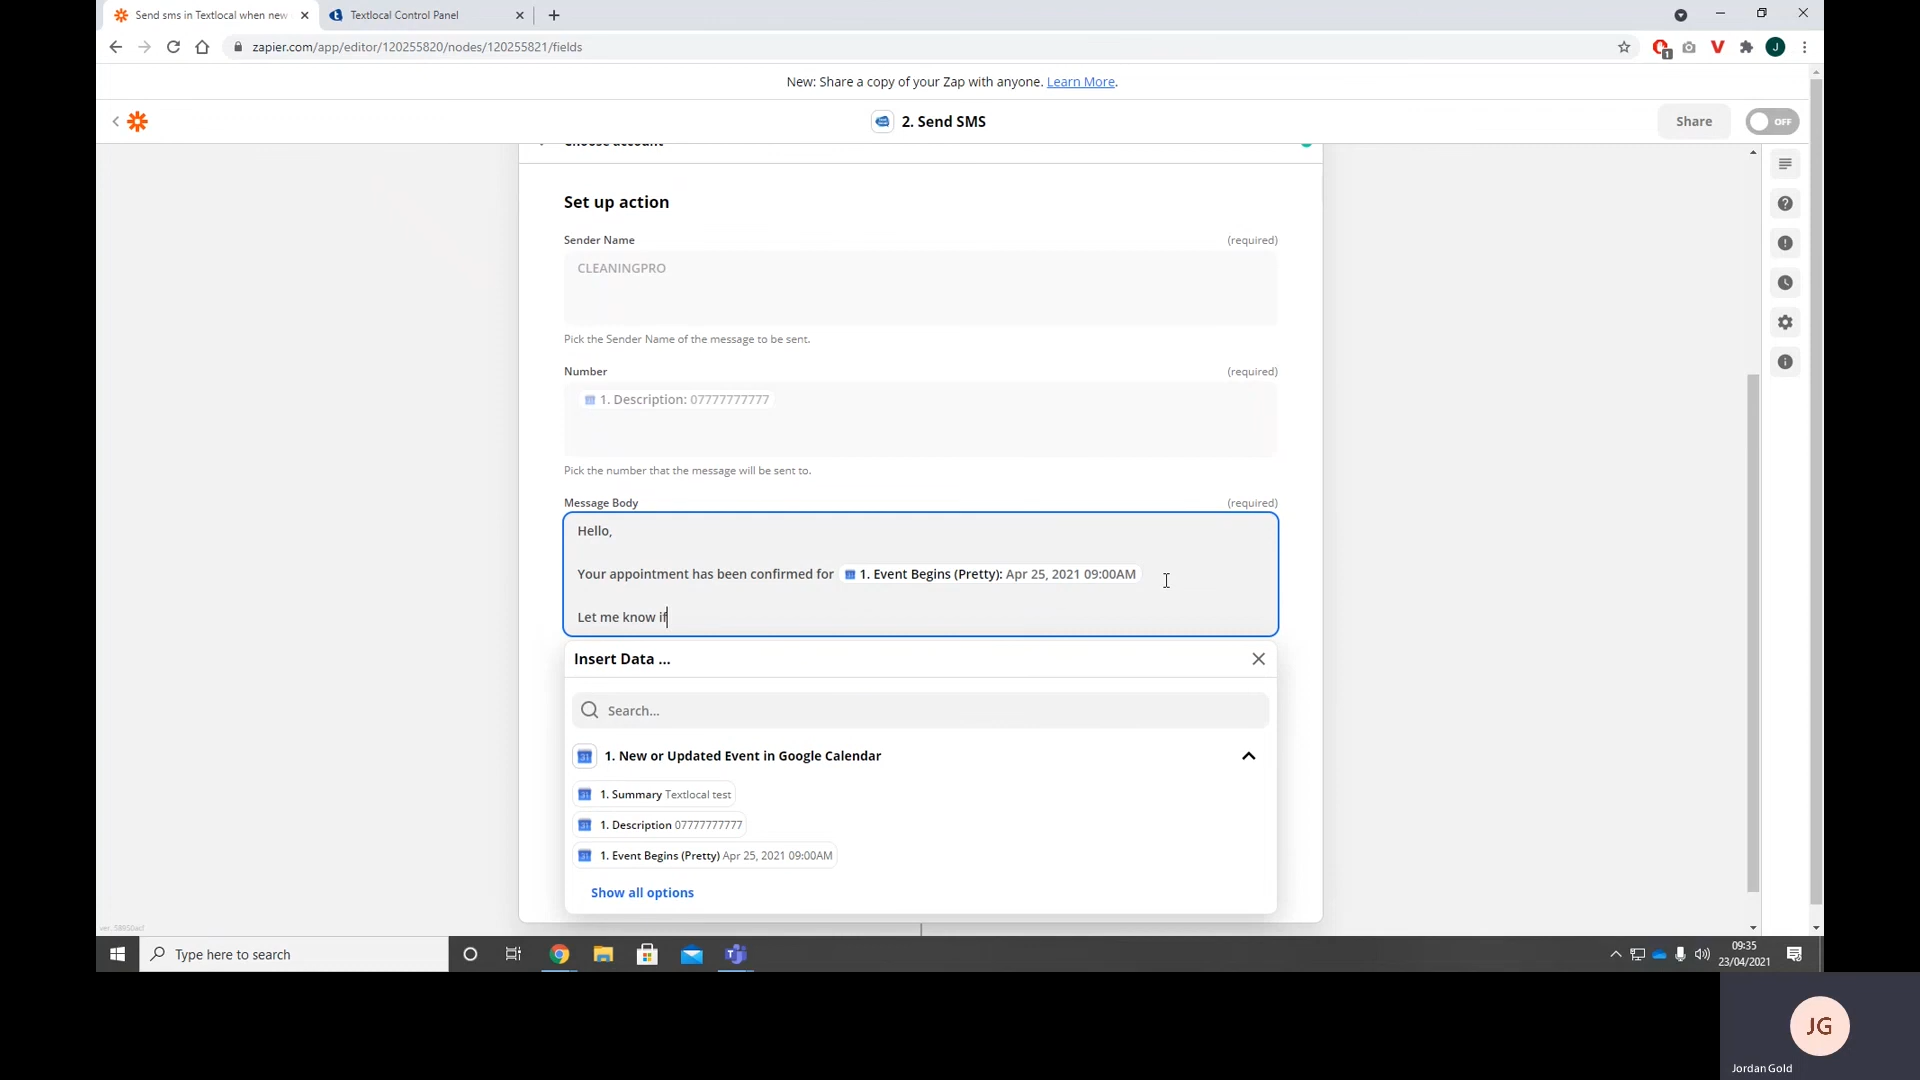 Send sms in Textlocal when new
Textlocal Control Panel
zapier.com/app/editor/120255820/nodes/120255821/fields
1
J
New: Share a copy of your Zap with anyone. Learn More.
2. Send SMS
Share
OFF
Choose account
Set up action
Sender Name
(required)
CLEANINGPRO
Pick the Sender Name of the message to be sent.
Number
(required)
1. Description: 07777777777
Pick the number that the message will be sent to.
Message Body
(required)
Hello,
Your appointment has been confirmed for 1. Event Begins (Pretty): Apr 25, 2021 09:00AM
Let me know if
Insert Data ...
Search...
1. New or Updated Event in Google Calendar
1. Summary Textlocal test
1. Description 07777777777
1. Event Begins (Pretty) Apr 25, 2021 09:00AM
Show all options
Type here to search
09:35
23/04/2021
JG
Jordan Gold